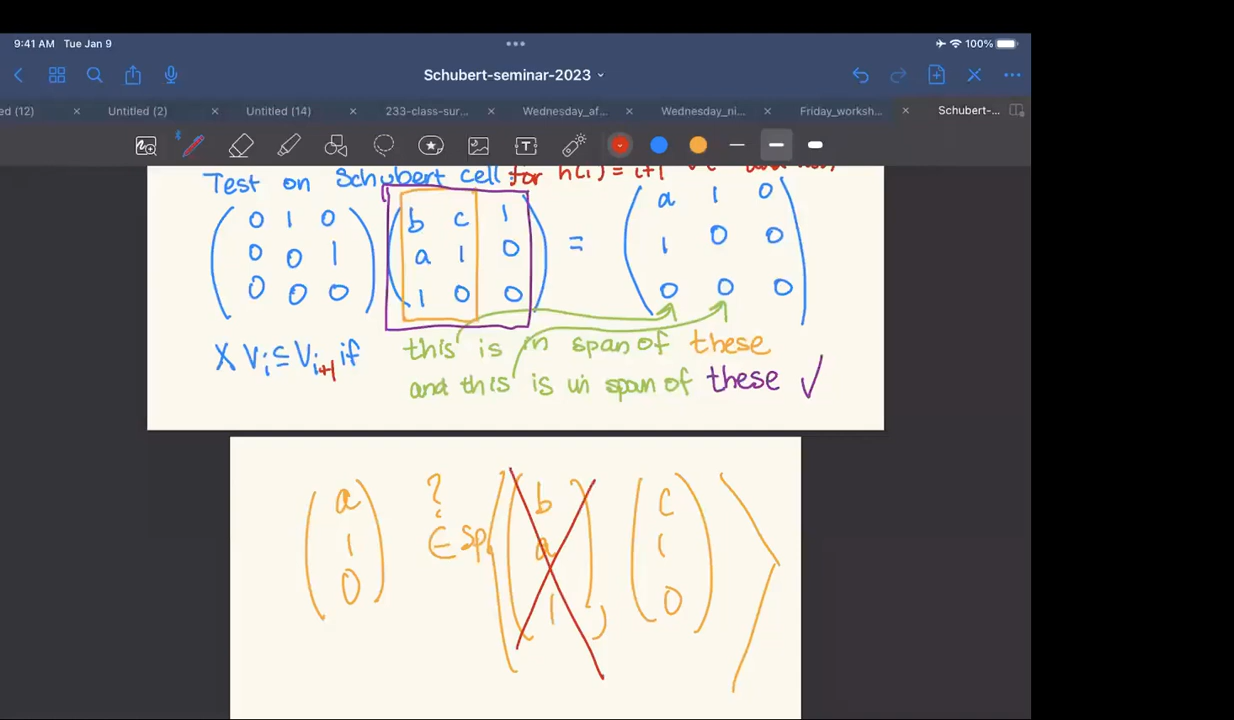 9:41 AM Tue Jan 9
100%
Schubert-seminar-2023
ed (12) Untitled (2) Untitled (14) 233-class-sur... Wednesday_af... Wednesday_ni... Friday_worksh... Schubert-...
Test on Schubert cell: for h(i) = i+1
( 0 1 0 ) ( b c 1 ) ( a 1 0 )
( 0 0 1 ) ( a 1 0 ) = ( 1 0 0 )
( 0 0 0 ) ( 1 0 0 ) ( 0 0 0 )
X Vi ⊆ Vi+1 if this is in span of these
and this is in span of these ✓
( a ) ? ( b ) ( c )
( 1 ) ∈ sp ⟨ ( a ) , ( 1 ) ⟩
( 0 ) ( 1 ) ( 0 )